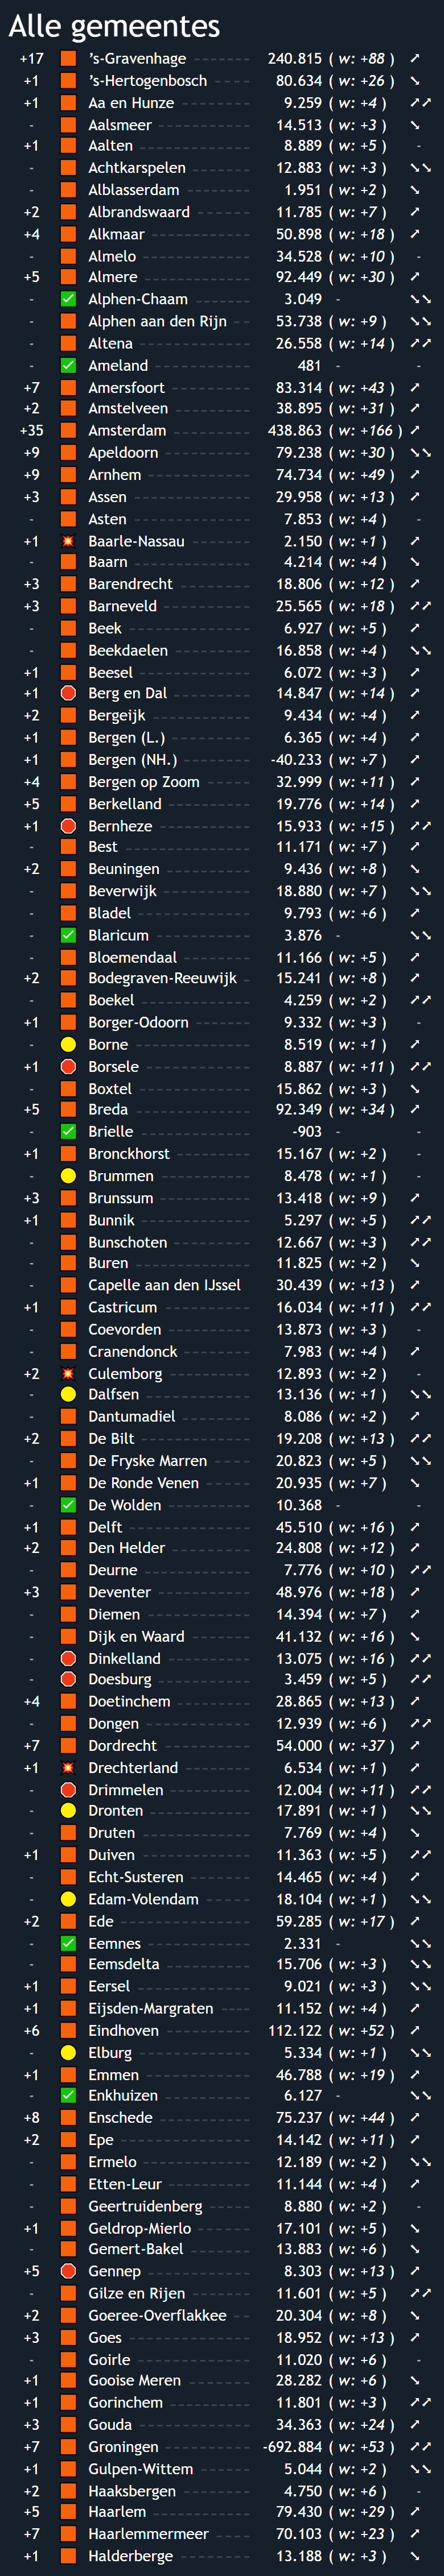 Alle gemeentes
+17 ’s-Gravenhage 240.815 ( w: +88 )
+1 ’s-Hertogenbosch 80.634 ( w: +26 )
+1 Aa en Hunze 9.259 ( w: +4 )
- Aalsmeer 14.513 ( w: +3 )
+1 Aalten 8.889 ( w: +5 ) -
- Achtkarspelen 12.883 ( w: +3 )
- Alblasserdam 1.951 ( w: +2 )
+2 Albrandswaard 11.785 ( w: +7 )
+4 Alkmaar 50.898 ( w: +18 )
- Almelo 34.528 ( w: +10 ) -
+5 Almere 92.449 ( w: +30 )
- Alphen-Chaam 3.049 -
- Alphen aan den Rijn 53.738 ( w: +9 )
- Altena 26.558 ( w: +14 )
- Ameland 481 - -
+7 Amersfoort 83.314 ( w: +43 )
+2 Amstelveen 38.895 ( w: +31 )
+35 Amsterdam 438.863 ( w: +166 )
+9 Apeldoorn 79.238 ( w: +30 )
+9 Arnhem 74.734 ( w: +49 )
+3 Assen 29.958 ( w: +13 )
- Asten 7.853 ( w: +4 ) -
+1 Baarle-Nassau 2.150 ( w: +1 )
- Baarn 4.214 ( w: +4 )
+3 Barendrecht 18.806 ( w: +12 )
+3 Barneveld 25.565 ( w: +18 )
- Beek 6.927 ( w: +5 )
- Beekdaelen 16.858 ( w: +4 )
+1 Beesel 6.072 ( w: +3 )
+1 Berg en Dal 14.847 ( w: +14 )
+2 Bergeijk 9.434 ( w: +4 )
+1 Bergen (L.) 6.365 ( w: +4 )
+1 Bergen (NH.) -40.233 ( w: +7 )
+4 Bergen op Zoom 32.999 ( w: +11 )
+5 Berkelland 19.776 ( w: +14 )
+1 Bernheze 15.933 ( w: +15 )
- Best 11.171 ( w: +7 )
+2 Beuningen 9.436 ( w: +8 )
- Beverwijk 18.880 ( w: +7 )
- Bladel 9.793 ( w: +6 )
- Blaricum 3.876 -
- Bloemendaal 11.166 ( w: +5 )
+2 Bodegraven-Reeuwijk 15.241 ( w: +8 )
- Boekel 4.259 ( w: +2 )
+1 Borger-Odoorn 9.332 ( w: +3 ) -
- Borne 8.519 ( w: +1 )
+1 Borsele 8.887 ( w: +11 )
- Boxtel 15.862 ( w: +3 )
+5 Breda 92.349 ( w: +34 )
- Brielle -903 - -
+1 Bronckhorst 15.167 ( w: +2 ) -
- Brummen 8.478 ( w: +1 ) -
+3 Brunssum 13.418 ( w: +9 )
+1 Bunnik 5.297 ( w: +5 )
- Bunschoten 12.667 ( w: +3 )
- Buren 11.825 ( w: +2 )
- Capelle aan den IJssel 30.439 ( w: +13 )
+1 Castricum 16.034 ( w: +11 )
- Coevorden 13.873 ( w: +3 ) -
- Cranendonck 7.983 ( w: +4 )
+2 Culemborg 12.893 ( w: +2 ) -
- Dalfsen 13.136 ( w: +1 )
- Dantumadiel 8.086 ( w: +2 )
+2 De Bilt 19.208 ( w: +13 )
- De Fryske Marren 20.823 ( w: +5 )
+1 De Ronde Venen 20.935 ( w: +7 )
- De Wolden 10.368 - -
+1 Delft 45.510 ( w: +16 )
+2 Den Helder 24.808 ( w: +12 )
- Deurne 7.776 ( w: +10 )
+3 Deventer 48.976 ( w: +18 )
- Diemen 14.394 ( w: +7 )
- Dijk en Waard 41.132 ( w: +16 )
- Dinkelland 13.075 ( w: +16 )
- Doesburg 3.459 ( w: +5 )
+4 Doetinchem 28.865 ( w: +13 )
- Dongen 12.939 ( w: +6 )
+7 Dordrecht 54.000 ( w: +37 )
+1 Drechterland 6.534 ( w: +1 )
- Drimmelen 12.004 ( w: +11 )
- Dronten 17.891 ( w: +1 )
- Druten 7.769 ( w: +4 )
+1 Duiven 11.363 ( w: +5 )
- Echt-Susteren 14.465 ( w: +4 )
- Edam-Volendam 18.104 ( w: +1 )
+2 Ede 59.285 ( w: +17 )
- Eemnes 2.331 -
- Eemsdelta 15.706 ( w: +3 )
+1 Eersel 9.021 ( w: +3 )
+1 Eijsden-Margraten 11.152 ( w: +4 )
+6 Eindhoven 112.122 ( w: +52 )
- Elburg 5.334 ( w: +1 )
+1 Emmen 46.788 ( w: +19 )
- Enkhuizen 6.127 -
+8 Enschede 75.237 ( w: +44 )
+2 Epe 14.142 ( w: +11 )
- Ermelo 12.189 ( w: +2 )
- Etten-Leur 11.144 ( w: +4 )
- Geertruidenberg 8.880 ( w: +2 ) -
+1 Geldrop-Mierlo 17.101 ( w: +5 )
- Gemert-Bakel 13.883 ( w: +6 )
+5 Gennep 8.303 ( w: +13 )
- Gilze en Rijen 11.601 ( w: +5 )
+2 Goeree-Overflakkee 20.304 ( w: +8 )
+3 Goes 18.952 ( w: +13 )
- Goirle 11.020 ( w: +6 ) -
+1 Gooise Meren 28.282 ( w: +6 )
+1 Gorinchem 11.801 ( w: +3 )
+3 Gouda 34.363 ( w: +24 )
+7 Groningen -692.884 ( w: +53 )
+1 Gulpen-Wittem 5.044 ( w: +2 )
+2 Haaksbergen 4.750 ( w: +6 ) -
+5 Haarlem 79.430 ( w: +29 )
+7 Haarlemmermeer 70.103 ( w: +23 )
+1 Halderberge 13.188 ( w: +3 )